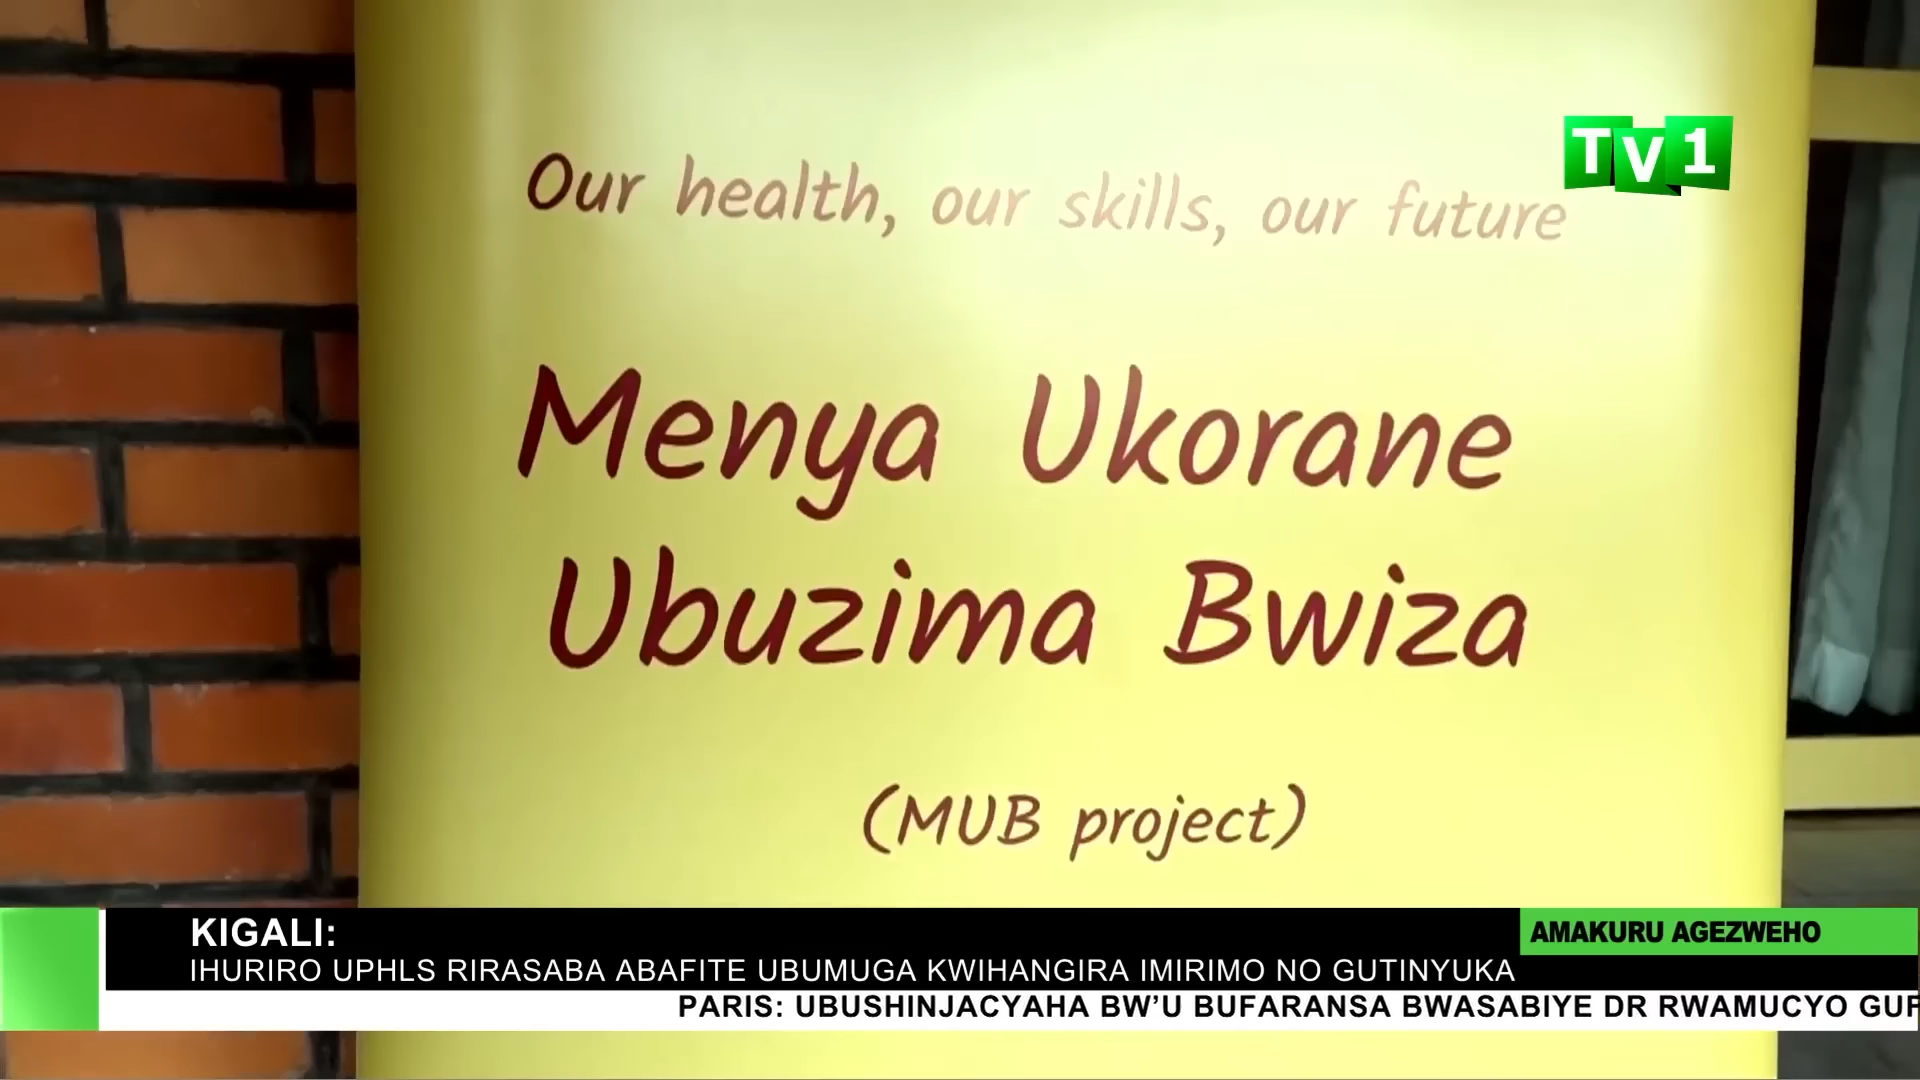 TV1
Our health, our skills, our future
Menya Ukorane
Ubuzima Bwiza
(MUB project)
KIGALI:
AMAKURU AGEZWEHO
IHURIRO UPHLS RIRASABA ABAFITE UBUMUGA KWIHANGIRA IMIRIMO NO GUTINYUKA
PARIS: UBUSHINJACYAHA BW’U BUFARANSA BWASABIYE DR RWAMUCYO